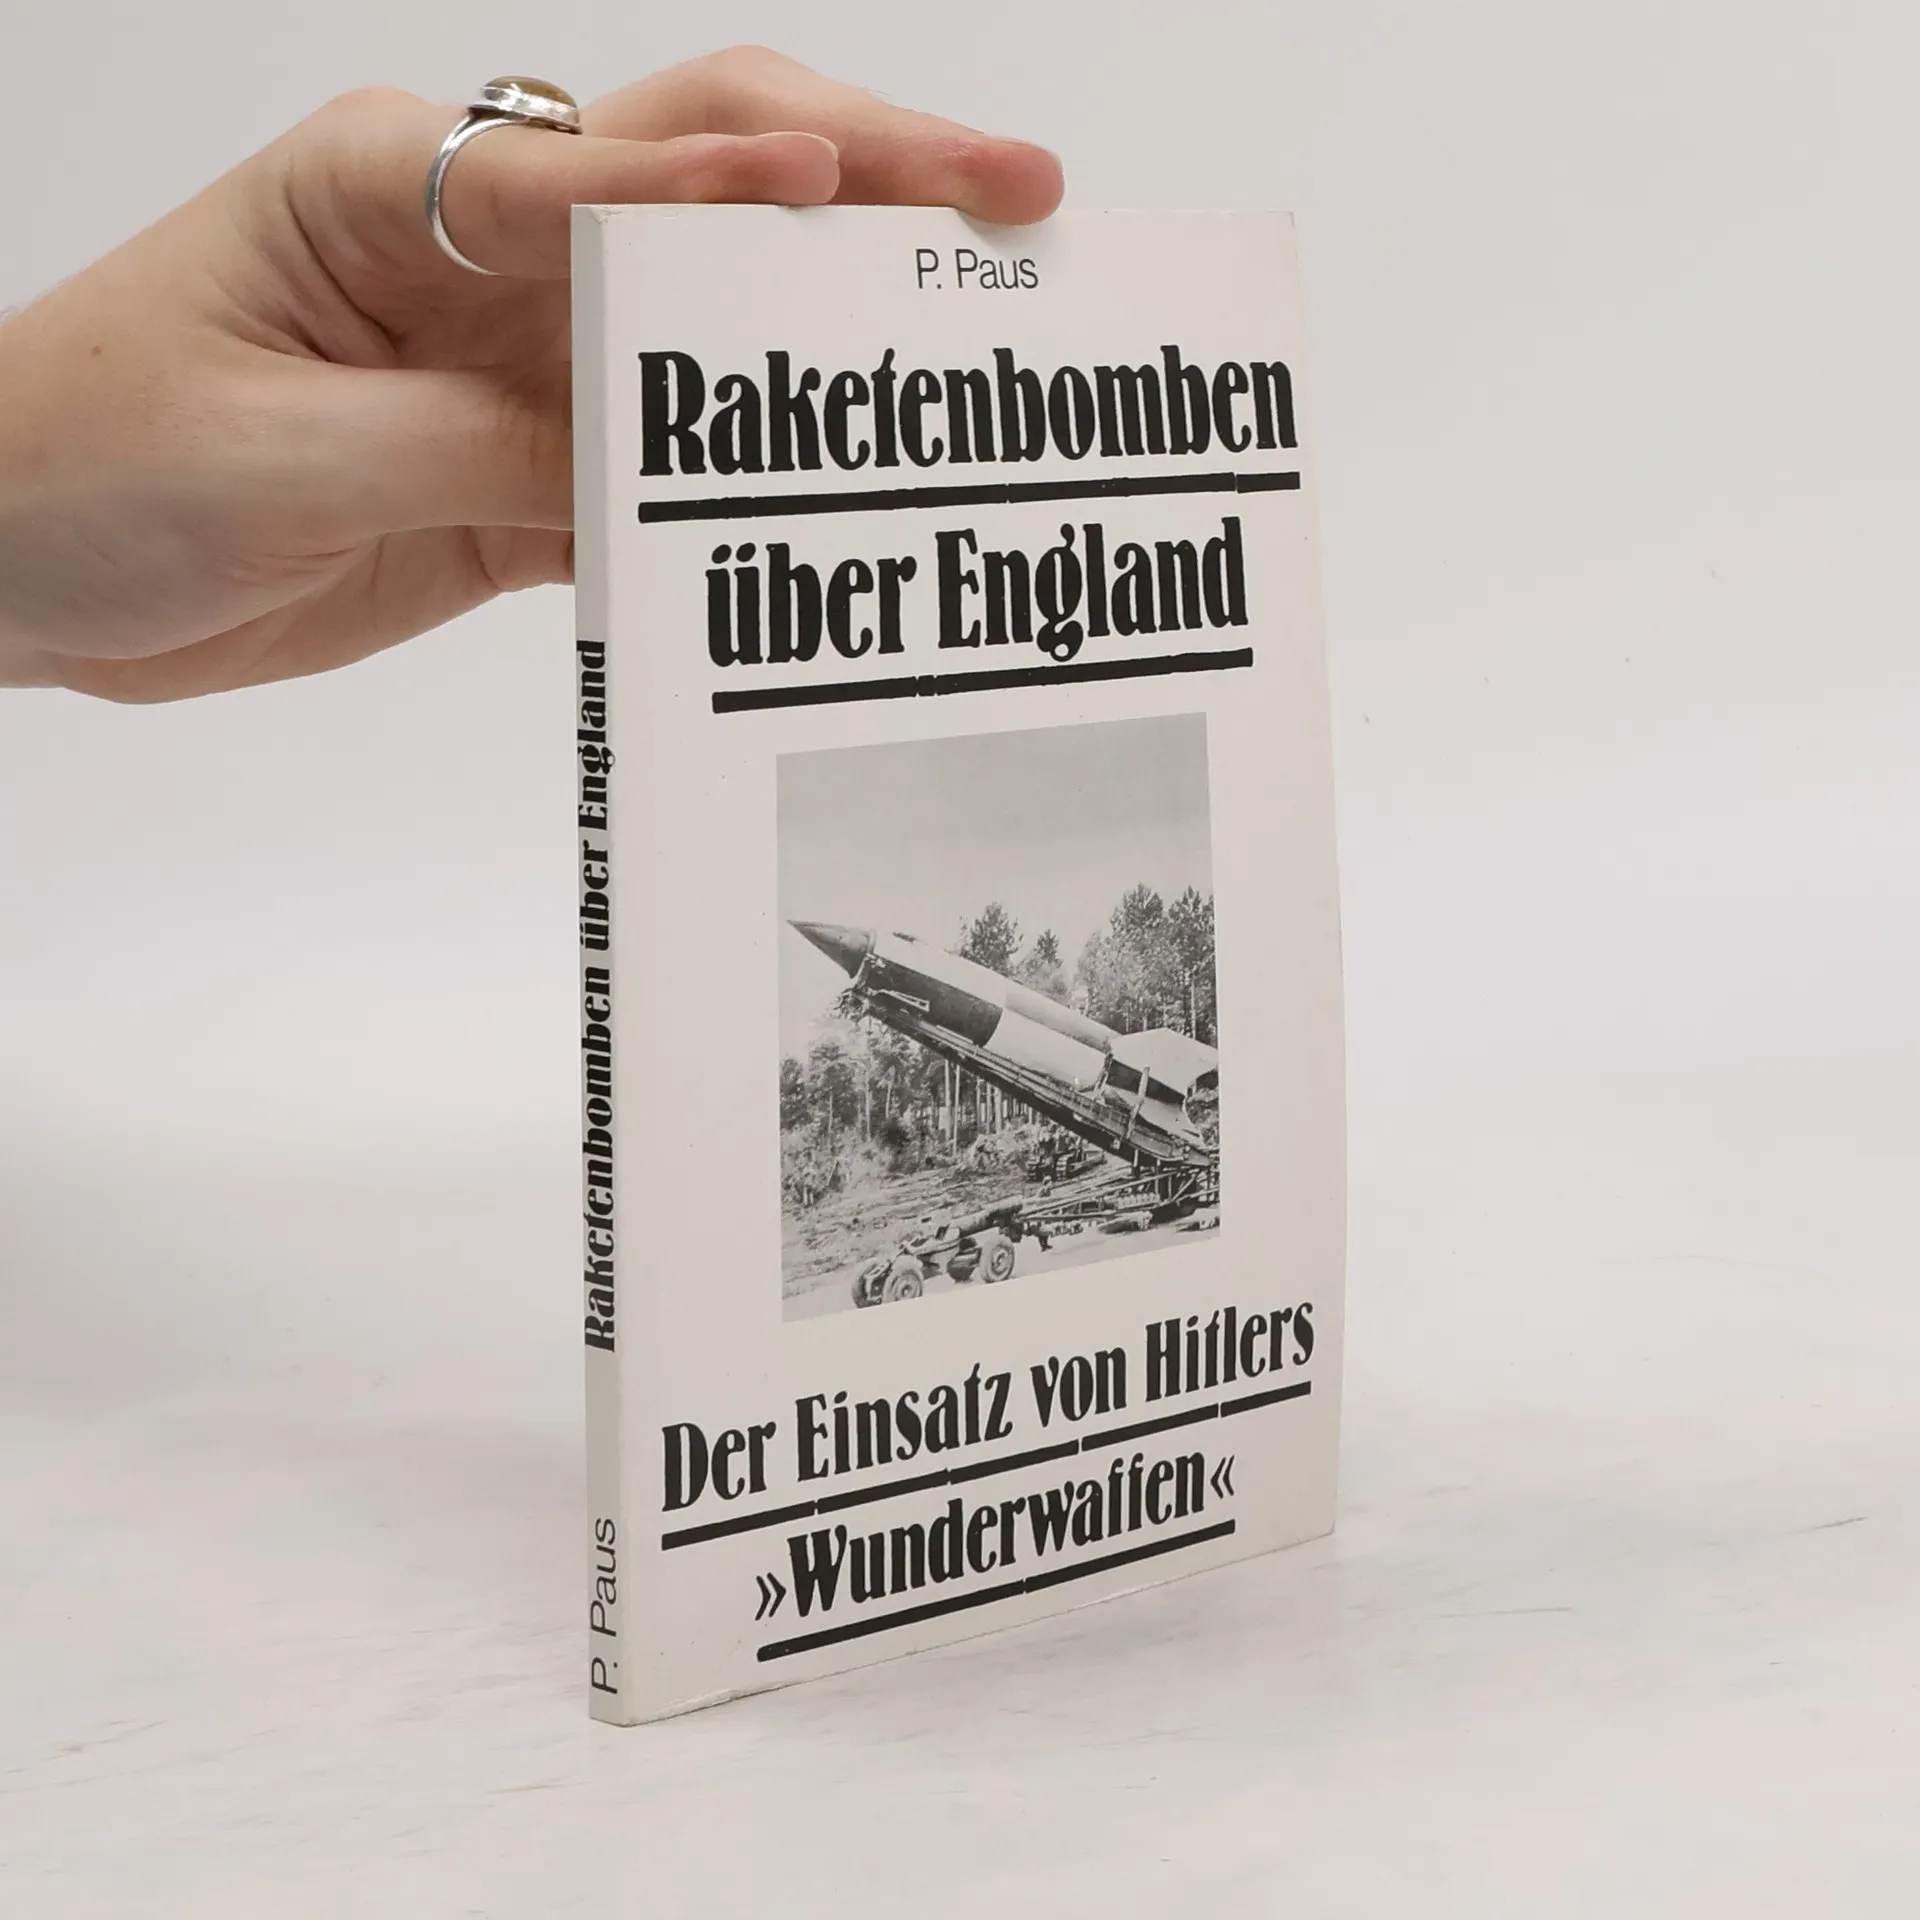 P. Paus
Raketenbomben
über England
Der Einsatz von Hitlers
»Wunderwaffen«
P. Paus Raketenbomben über England